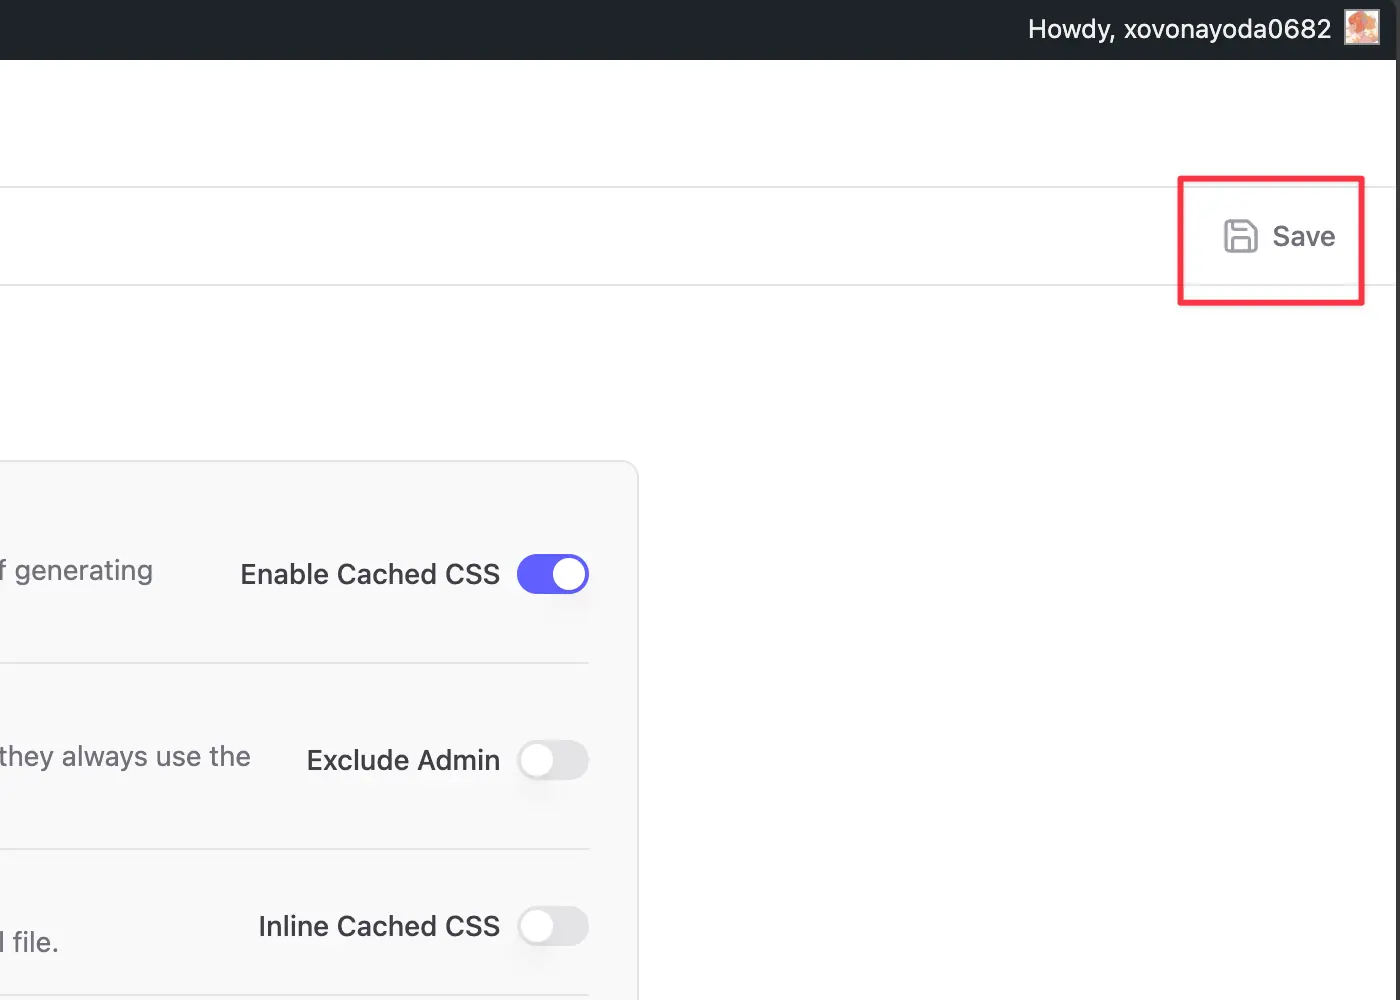 Howdy, xovonayoda0682
Save
f generating
Enable Cached CSS
they always use the
Exclude Admin
Inline Cached CSS
l file.